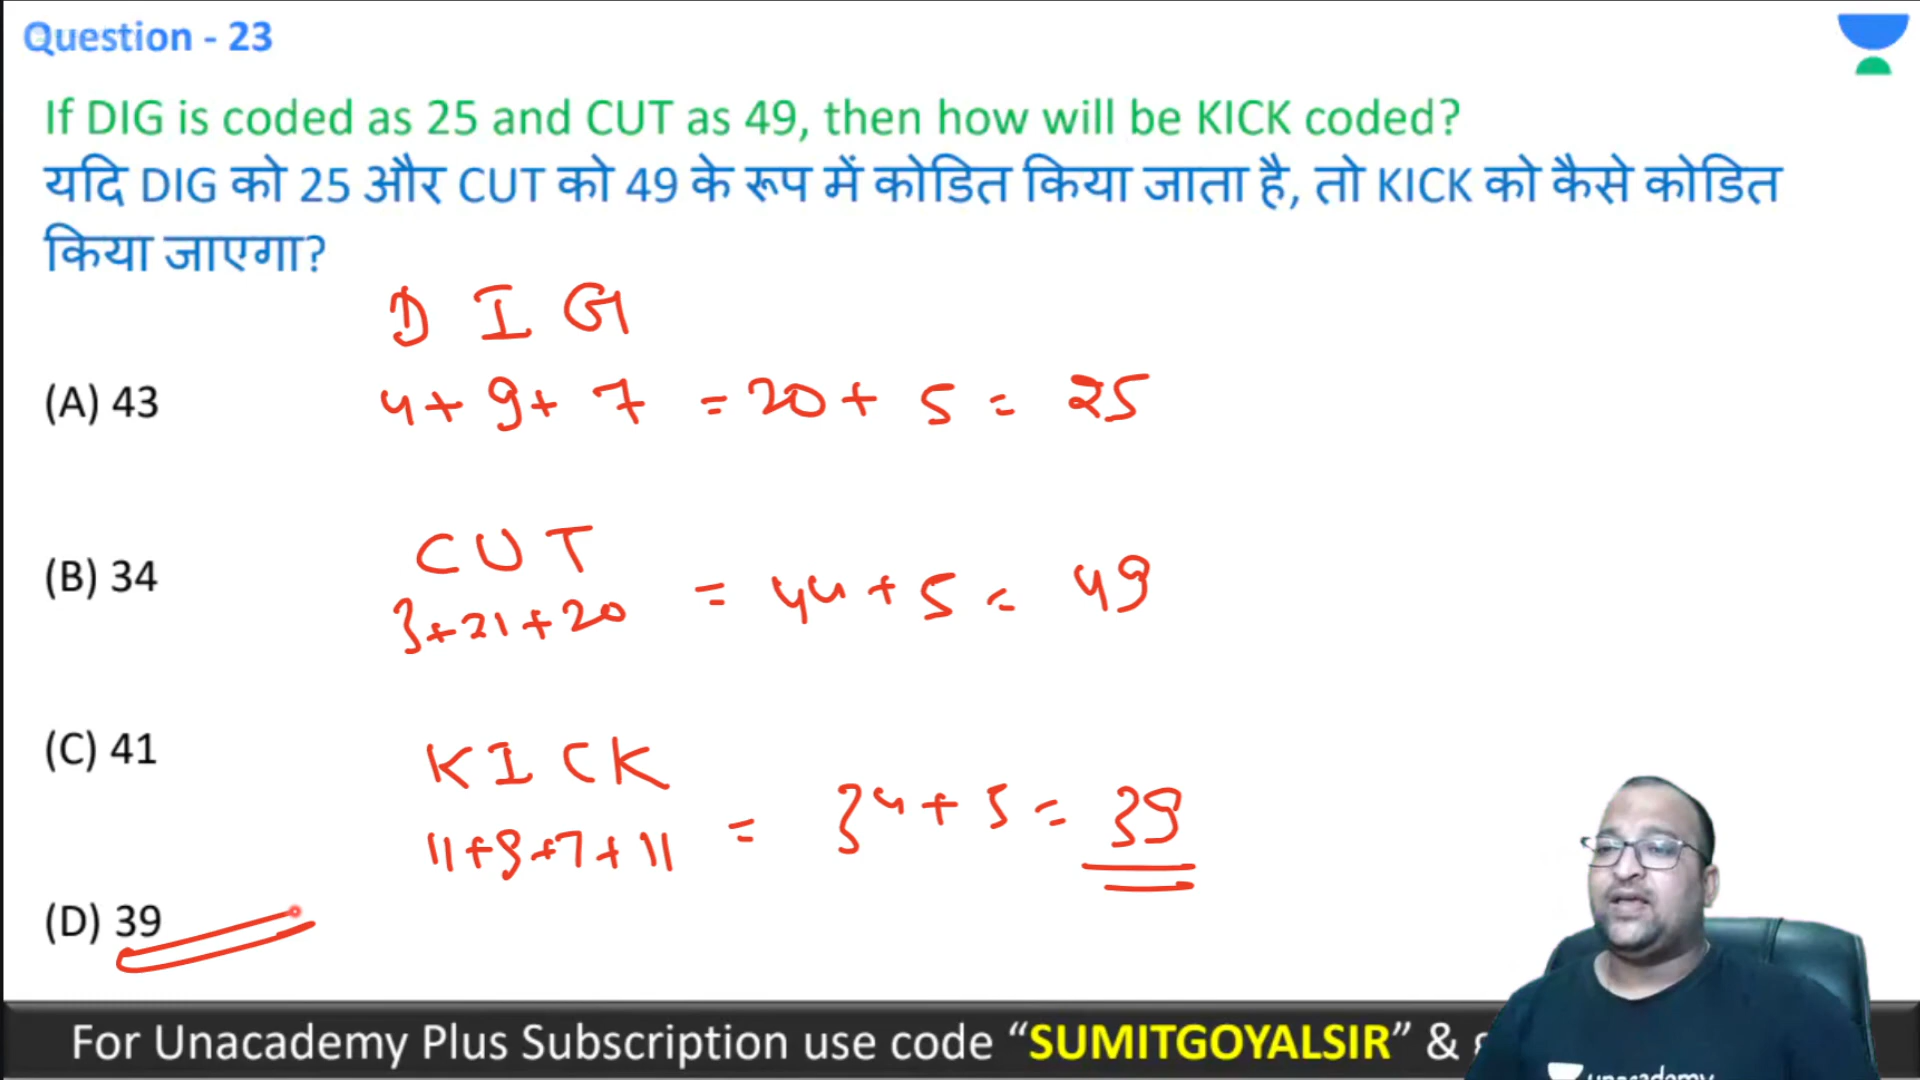 Question - 23
If DIG is coded as 25 and CUT as 49, then how will be KICK coded?
यदि DIG को 25 और CUT को 49 के रूप में कोडित किया जाता है, तो KICK को कैसे कोडित
किया जाएगा?
D I G
(A) 43
4+ 9+ 7 = 20 + 5 = 25
C U T
(B) 34
3+21+20 = 44 + 5 = 49
(C) 41
K I C K
11+9+7+11 = 34 + 5 = 39
(D) 39
For Unacademy Plus Subscription use code “SUMITGOYALSIR” &
unacademy